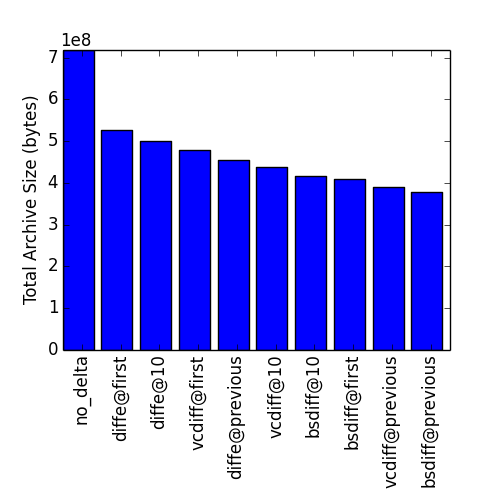 1e8
7
6
5
4
3
2
1
0
Total Archive Size (bytes)
no_delta
diffe@first
diffe@10
vcdiff@first
diffe@previous
vcdiff@10
bsdiff@10
bsdiff@first
vcdiff@previous
bsdiff@previous